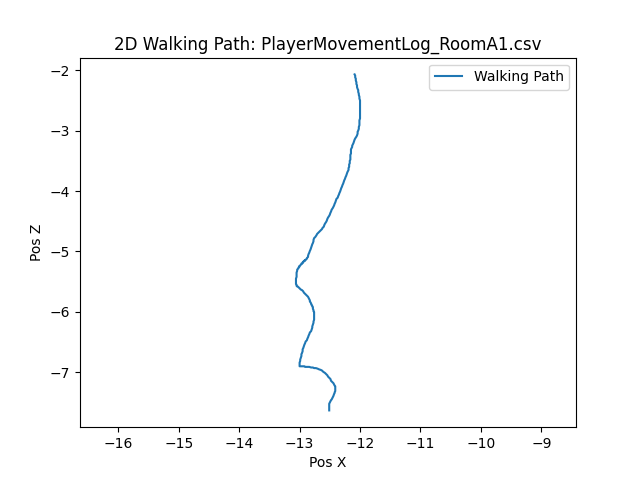 2D Walking Path: PlayerMovementLog_RoomA1.csv
Walking Path
−2
−3
−4
−5
−6
−7
Pos Z
−16 −15 −14 −13 −12 −11 −10 −9
Pos X